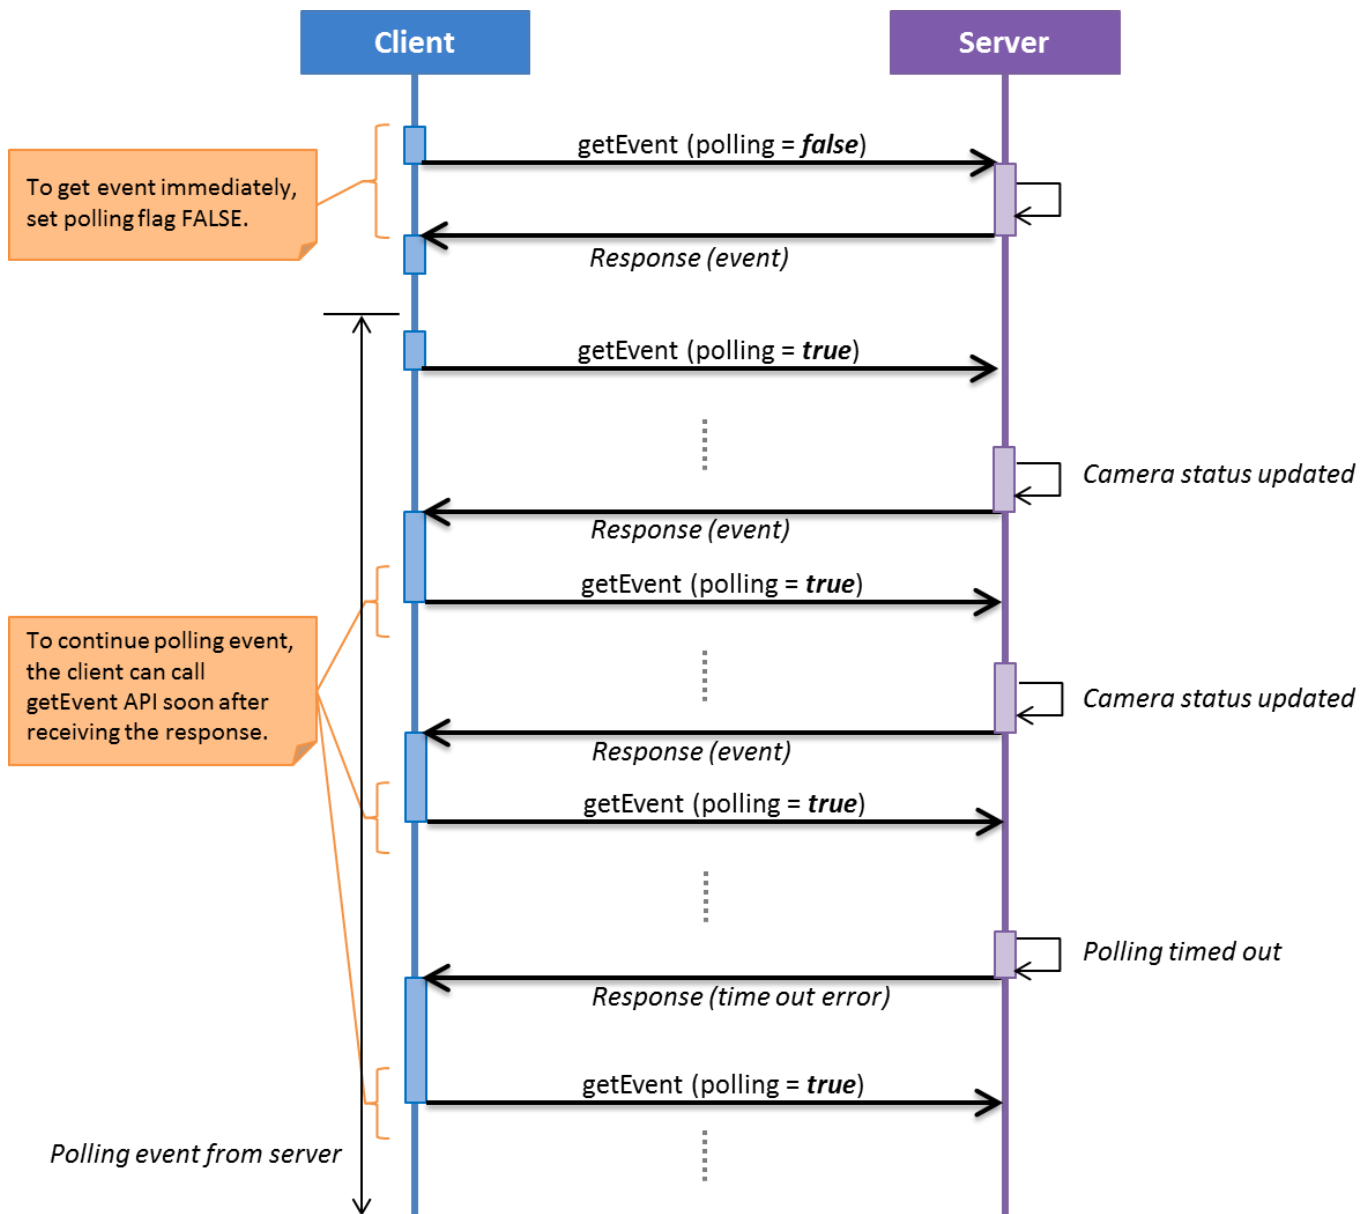 Client
Server
getEvent (polling = false)
To get event immediately,
set polling flag FALSE.
Response (event)
getEvent (polling = true)
Camera status updated
Response (event)
getEvent (polling = true)
To continue polling event,
the client can call
getEvent API soon after
receiving the response.
Camera status updated
Response (event)
getEvent (polling = true)
Polling timed out
Response (time out error)
getEvent (polling = true)
Polling event from server